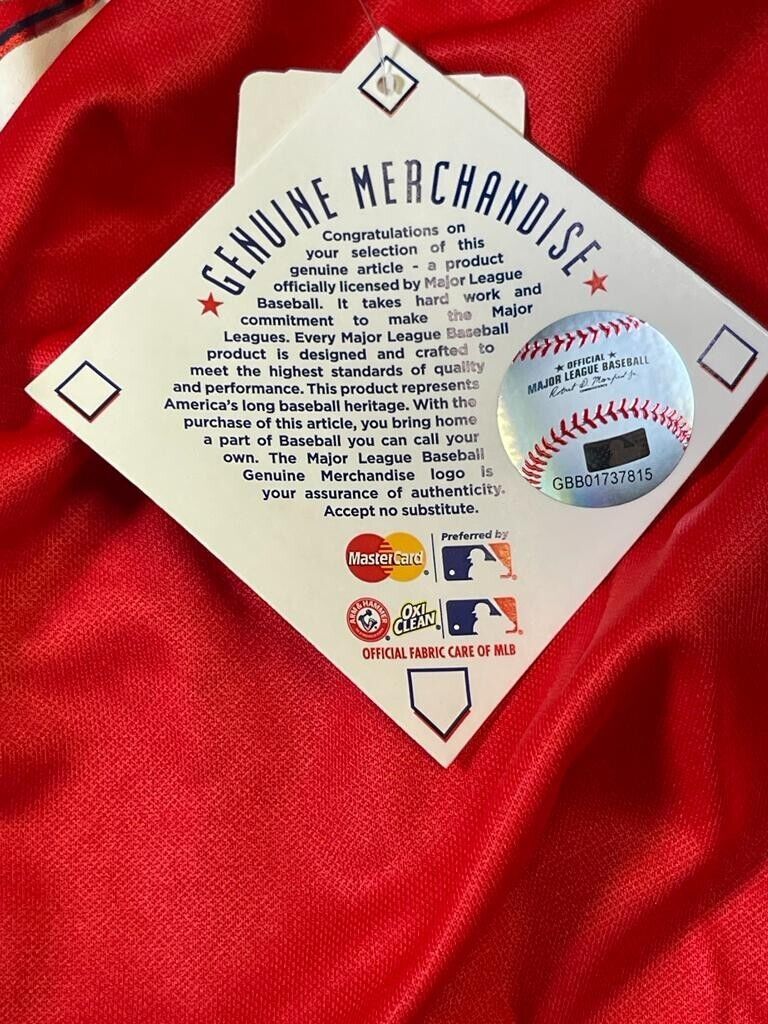 GENUINE MERCHANDISE
Congratulations on
your selection of this
genuine article - a product
officially licensed by Major League
Baseball. It takes hard work and
commitment to make the Major
Leagues. Every Major League Baseball
product is designed and crafted to
meet the highest standards of quality
and performance. This product represents
America's long baseball heritage. With the
purchase of this article, you bring home
a part of Baseball you can call your
own. The Major League Baseball
Genuine Merchandise logo is
your assurance of authenticity.
Accept no substitute.
OFFICIAL
MAJOR LEAGUE BASEBALL
GBB01737815
MasterCard
Preferred by
ARM & HAMMER
OXI
CLEAN
OFFICIAL FABRIC CARE OF MLB